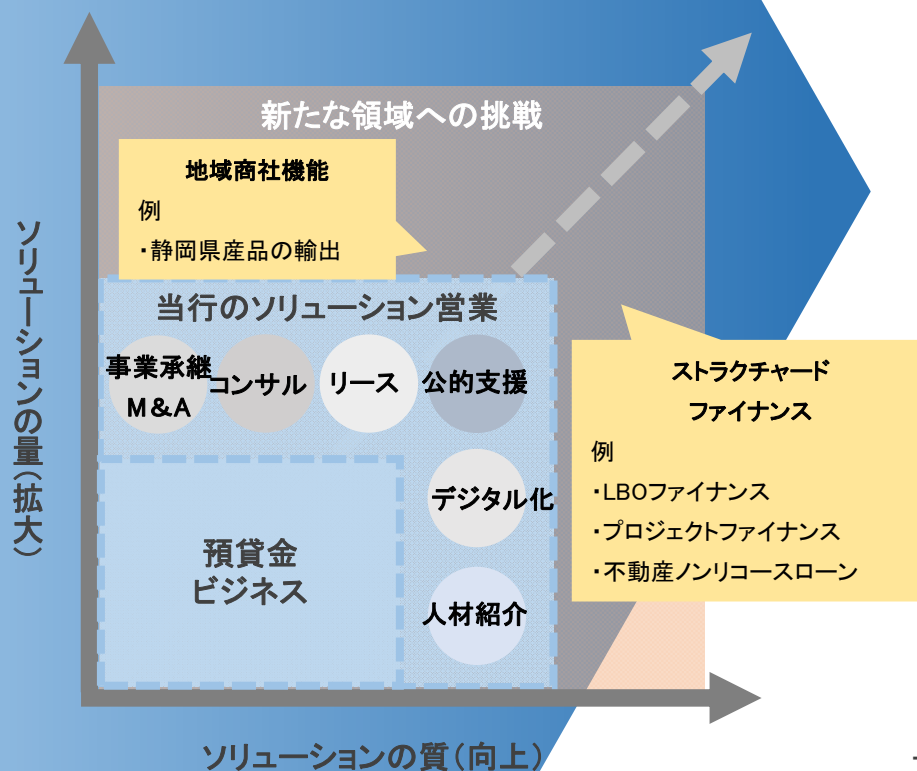 新たな領域への挑戦
地域商社機能
例
・静岡県産品の輸出
当行のソリューション営業
事業承継
M&A
コンサル
リース
公的支援
デジタル化
人材紹介
預貸金
ビジネス
ストラクチャード
ファイナンス
例
・LBOファイナンス
・プロジェクトファイナンス
・不動産ノンリコースローン
ソリューションの量(拡大)
ソリューションの質(向上)